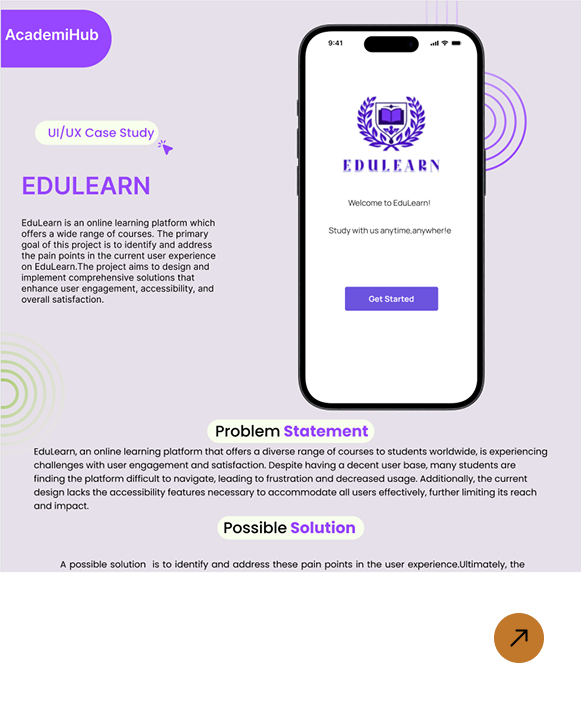 AcademiHub
9:41
UI/UX Case Study
EDULEARN
EduLearn is an online learning platform which
offers a wide range of courses. The primary
goal of this project is to identify and address
the pain points in the current user experience
on EduLearn.The project aims to design and
implement comprehensive solutions that
enhance user engagement, accessibility, and
overall satisfaction.
EDULEARN
Welcome to EduLearn!
Study with us anytime,anywher!e
Get Started
Problem Statement
EduLearn, an online learning platform that offers a diverse range of courses to students worldwide, is experiencing
challenges with user engagement and satisfaction. Despite having a decent user base, many students are
finding the platform difficult to navigate, leading to frustration and decreased usage. Additionally, the current
design lacks the accessibility features necessary to accommodate all users effectively, further limiting its reach
and impact.
Possible Solution
A possible solution is to identify and address these pain points in the user experience.Ultimately, the